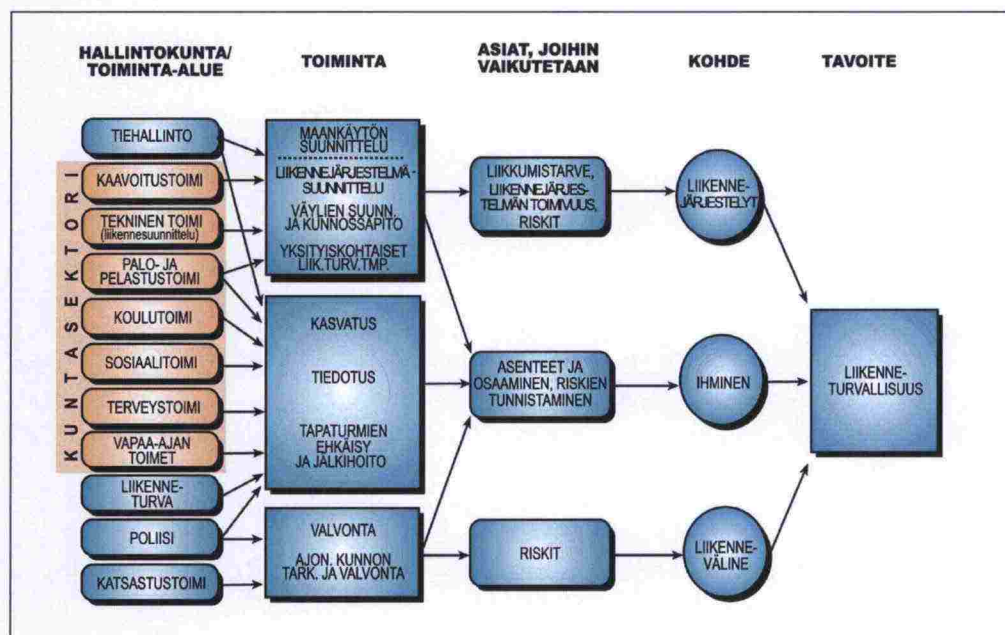 HALLINTOKUNTA/
TOIMINTA-ALUE
TOIMINTA
ASIAT, JOIHIN
VAIKUTETAAN
KOHDE
TAVOITE
KUNTASEKTORI
TIEHALLINTO
KAAVOITUSTOIMI
TEKNINEN TOIMI
(liikennesuunnittelu)
PALO- JA
PELASTUSTOIMI
KOULUTOIMI
SOSIAALITOIMI
TERVEYSTOIMI
VAPAA-AJAN
TOIMET
LIIKENNE-
TURVA
POLIISI
KATSASTUSTOIMI
MAANKÄYTÖN
SUUNNITTELU
LIIKENNEJÄRJESTELMÄ-
SUUNNITTELU
VÄYLIEN SUUNN.
JA KUNNOSSAPITO
YKSITYISKOHTAISET
LIIK.TURV.TMP.
KASVATUS
TIEDOTUS
TAPATURMIEN
EHKÄISY
JA JÄLKIHOITO
VALVONTA
AJON. KUNNON
TARK. JA VALVONTA
LIIKKUMISTARVE,
LIIKENNEJÄRJES-
TELMÄN TOIMIVUUS,
RISKIT
ASENTEET JA
OSAAMINEN, RISKIEN
TUNNISTAMINEN
RISKIT
LIIKENNE-
JÄRJESTELYT
IHMINEN
LIIKENNE-
VÄLINE
LIIKENNE-
TURVALLISUUS